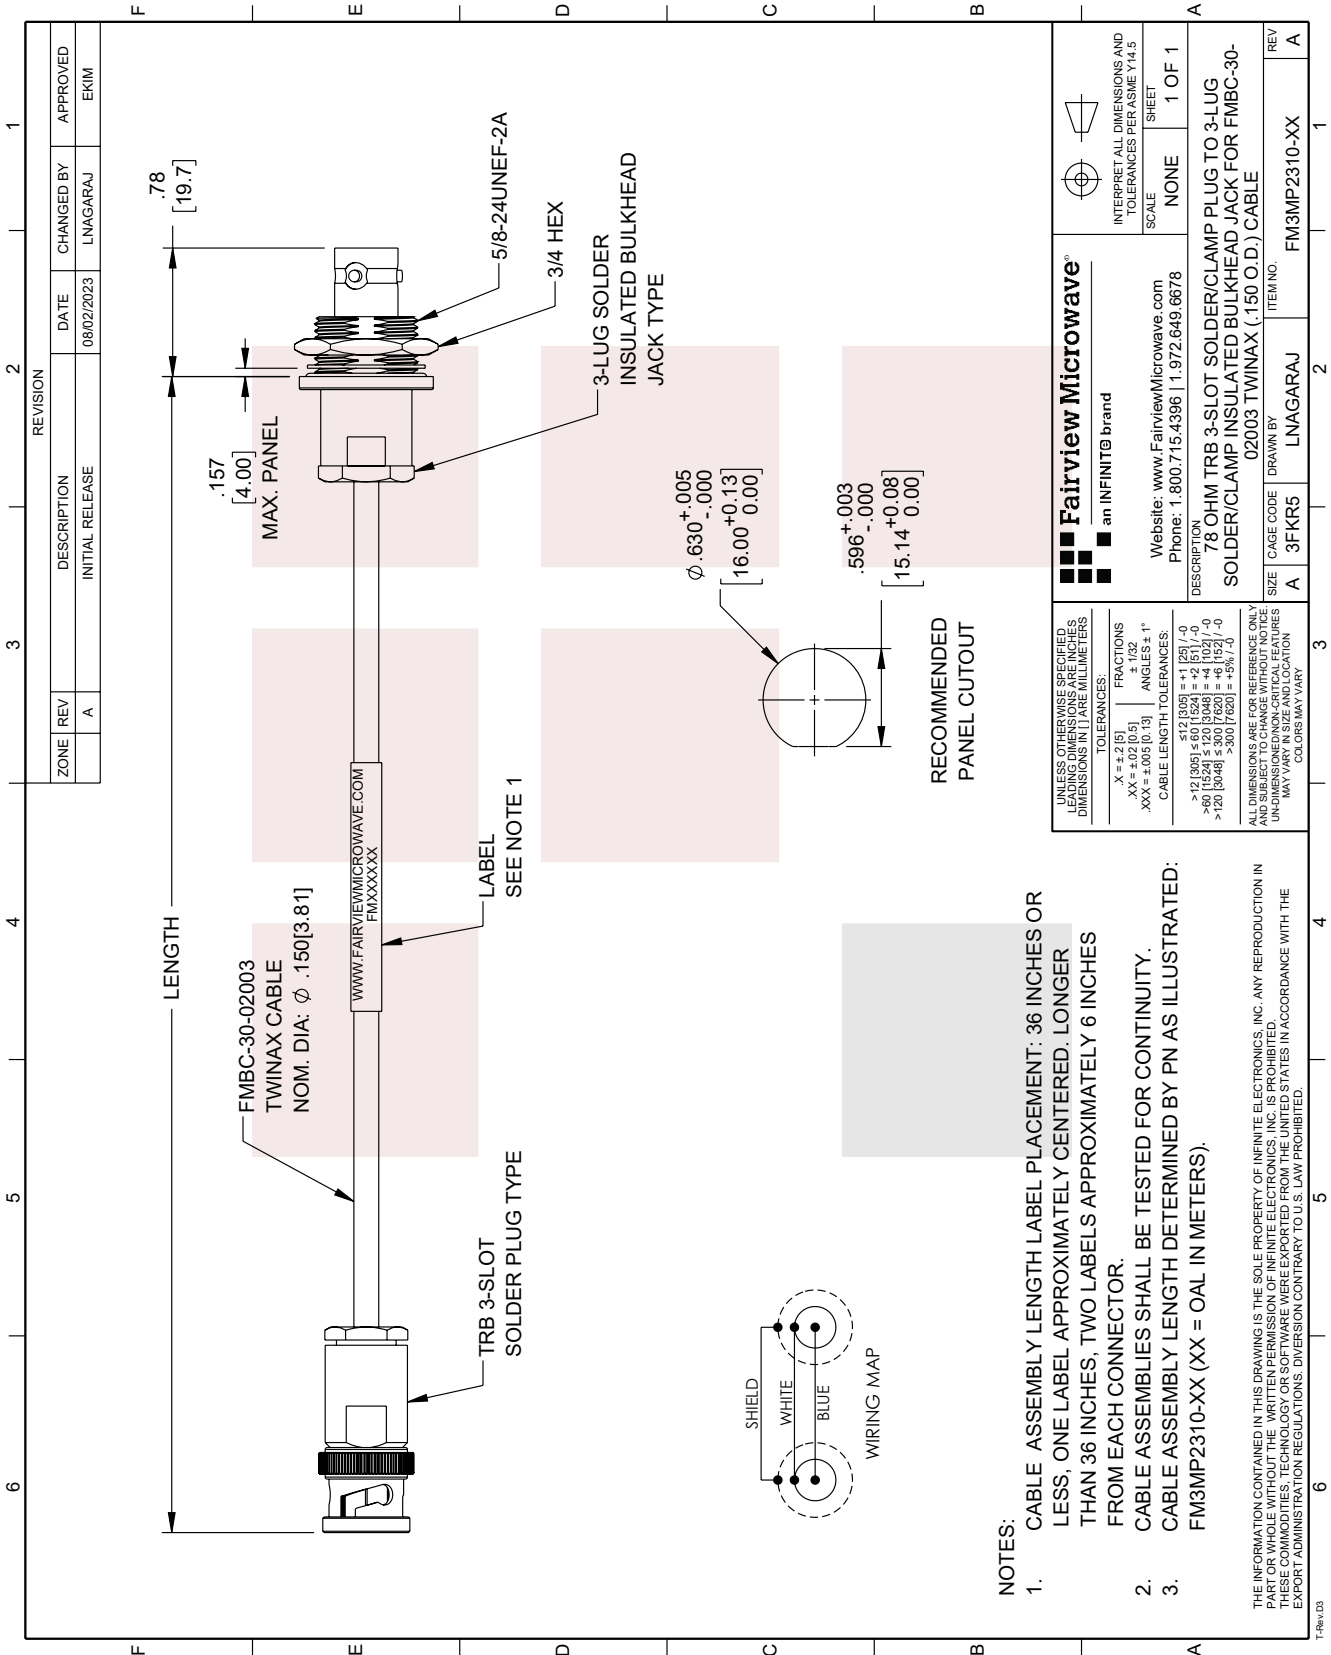 REVISION
ZONE REV DESCRIPTION DATE CHANGED BY APPROVED
A INITIAL RELEASE 08/02/2023 LNAGARAJ EKIM
6 5 4 3 2 1
F
E
D
C
B
A
LENGTH
.78
[19.7]
.157
[4.00]
MAX. PANEL
FMBC-30-02003
TWINAX CABLE
NOM. DIA: ∅ .150[3.81]
WWW.FAIRVIEWMICROWAVE.COM
FMXXXXXX
TRB 3-SLOT
SOLDER PLUG TYPE
LABEL
SEE NOTE 1
5/8-24UNEF-2A
3/4 HEX
3-LUG SOLDER
INSULATED BULKHEAD
JACK TYPE
SHIELD
WHITE
BLUE
WIRING MAP
∅ .630 +.005
-.000
[16.00 +0.13
0.00]
.596 +.003
-.000
[15.14 +0.08
0.00]
RECOMMENDED
PANEL CUTOUT
NOTES:
1. CABLE ASSEMBLY LENGTH LABEL PLACEMENT: 36 INCHES OR
LESS, ONE LABEL APPROXIMATELY CENTERED. LONGER
THAN 36 INCHES, TWO LABELS APPROXIMATELY 6 INCHES
FROM EACH CONNECTOR.
2. CABLE ASSEMBLIES SHALL BE TESTED FOR CONTINUITY.
3. CABLE ASSEMBLY LENGTH DETERMINED BY PN AS ILLUSTRATED:
FM3MP2310-XX (XX = OAL IN METERS).
THE INFORMATION CONTAINED IN THIS DRAWING IS THE SOLE PROPERTY OF INFINITE ELECTRONICS, INC. ANY REPRODUCTION IN
PART OR WHOLE WITHOUT THE WRITTEN PERMISSION OF INFINITE ELECTRONICS, INC. IS PROHIBITED.
THESE COMMODITIES, TECHNOLOGY OR SOFTWARE WERE EXPORTED FROM THE UNITED STATES IN ACCORDANCE WITH THE
EXPORT ADMINISTRATION REGULATIONS. DIVERSION CONTRARY TO U.S. LAW PROHIBITED.
UNLESS OTHERWISE SPECIFIED
LEADING DIMENSIONS ARE INCHES
DIMENSIONS IN [ ] ARE MILLIMETERS
TOLERANCES:
.X = ±.2 [5] FRACTIONS
.XX = ±.02 [0.5] ± 1/32
.XXX = ±.005 [0.13] ANGLES ± 1°
CABLE LENGTH TOLERANCES:
≤12 [305] = +1 [25] / -0
>12 [305] ≤ 60 [1524] = +2 [51] / -0
>60 [1524] ≤ 120 [3048] = +4 [102] / -0
>120 [3048] ≤ 300 [7620] = +6 [152] / -0
>300 [7620] = +5% / -0
ALL DIMENSIONS ARE FOR REFERENCE ONLY
AND SUBJECT TO CHANGE WITHOUT NOTICE.
UN-DIMENSIONED/NON-CRITICAL FEATURES
MAY VARY IN SIZE AND LOCATION
COLORS MAY VARY
Fairview Microwave®
an INFINITe brand
Website: www.FairviewMicrowave.com
Phone: 1.800.715.4396 | 1.972.649.6678
INTERPRET ALL DIMENSIONS AND
TOLERANCES PER ASME Y14.5
SCALE NONE
SHEET 1 OF 1
DESCRIPTION
78 OHM TRB 3-SLOT SOLDER/CLAMP PLUG TO 3-LUG
SOLDER/CLAMP INSULATED BULKHEAD JACK FOR FMBC-30-
02003 TWINAX (.150 O.D.) CABLE
SIZE A
CAGE CODE 3FKR5
DRAWN BY LNAGARAJ
ITEM NO. FM3MP2310-XX
REV A
F
E
D
C
B
A
6 5 4 3 2 1
T-Rev.D3